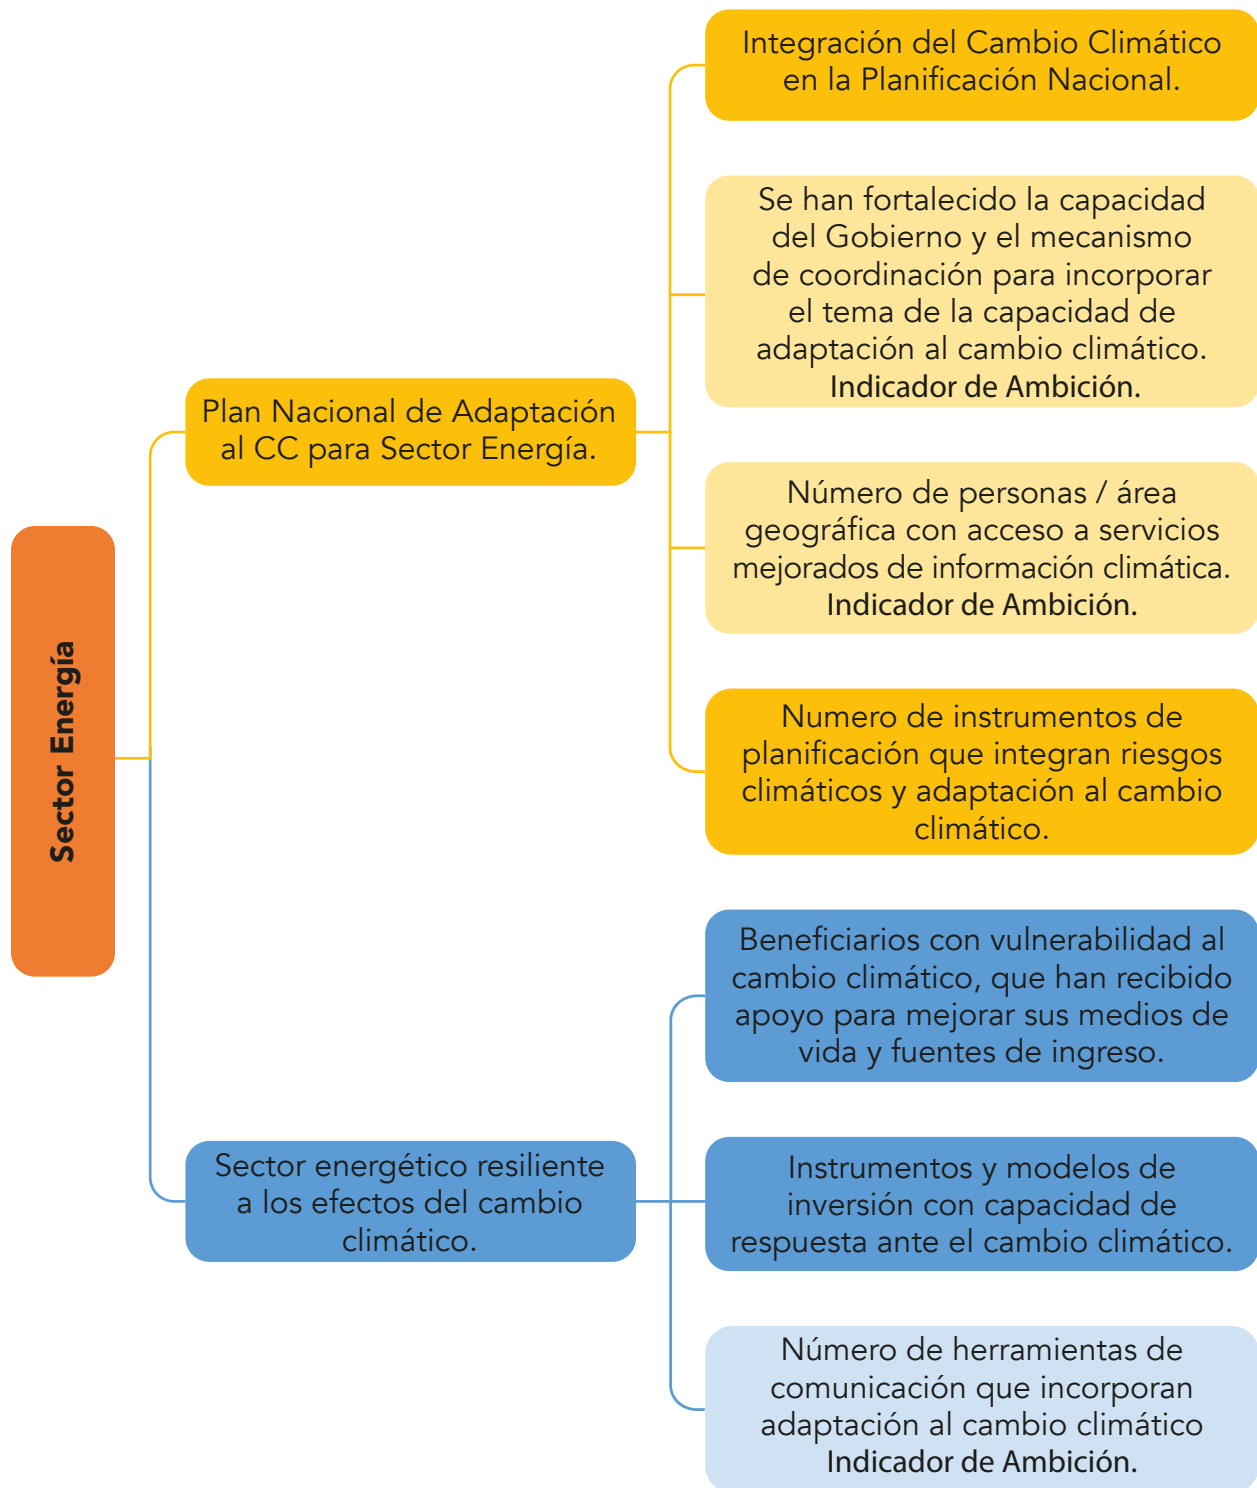 Sector Energía
Plan Nacional de Adaptación
al CC para Sector Energía.
Integración del Cambio Climático
en la Planificación Nacional.
Se han fortalecido la capacidad
del Gobierno y el mecanismo
de coordinación para incorporar
el tema de la capacidad de
adaptación al cambio climático.
Indicador de Ambición.
Número de personas / área
geográfica con acceso a servicios
mejorados de información climática.
Indicador de Ambición.
Numero de instrumentos de
planificación que integran riesgos
climáticos y adaptación al cambio
climático.
Sector energético resiliente
a los efectos del cambio
climático.
Beneficiarios con vulnerabilidad al
cambio climático, que han recibido
apoyo para mejorar sus medios de
vida y fuentes de ingreso.
Instrumentos y modelos de
inversión con capacidad de
respuesta ante el cambio climático.
Número de herramientas de
comunicación que incorporan
adaptación al cambio climático
Indicador de Ambición.